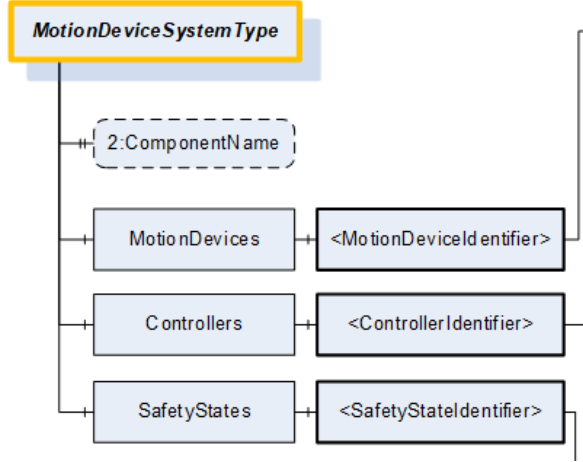 MotionDeviceSystemType
2:ComponentName
MotionDevices <MotionDeviceIdentifier>
Controllers <ControllerIdentifier>
SafetyStates <SafetyStateIdentifier>